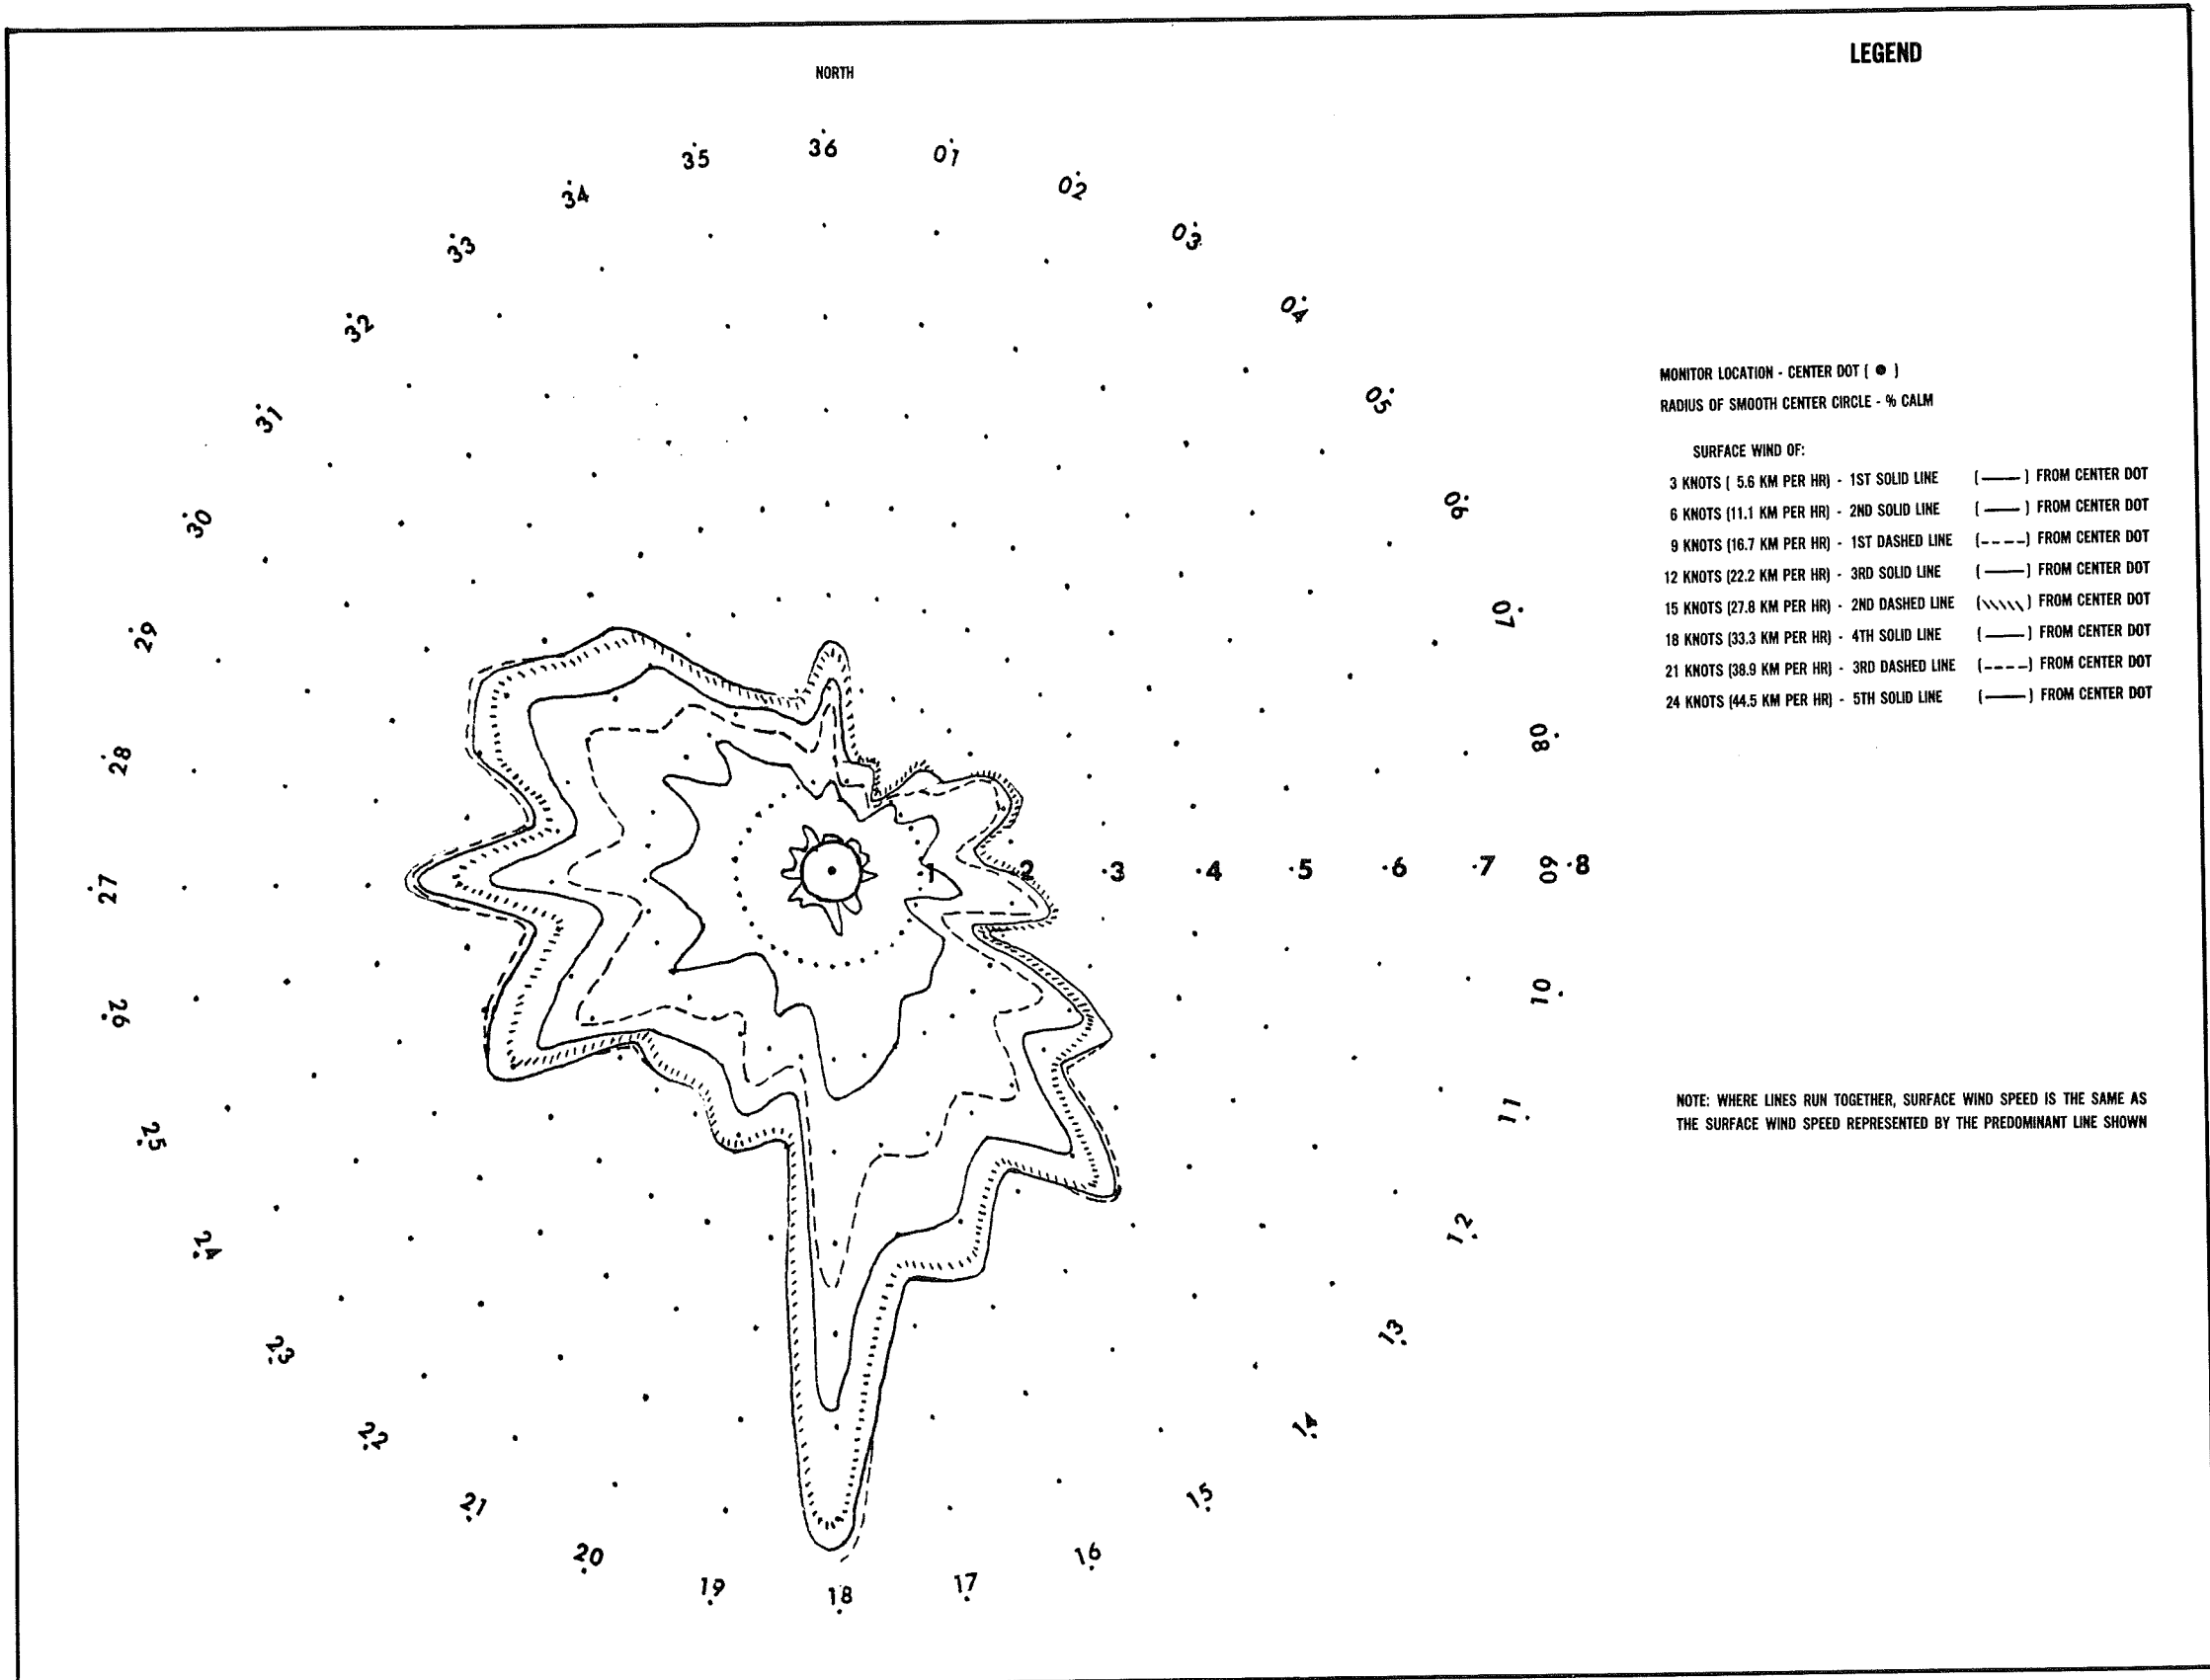 LEGEND
NORTH
36
01
02
03
04
05
06
07
08
09
10
11
12
13
14
15
16
17
18
19
20
21
22
23
24
25
26
27
28
29
30
31
32
33
34
35
.1 .2 .3 .4 .5 .6 .7 .8
MONITOR LOCATION - CENTER DOT ( ● )
RADIUS OF SMOOTH CENTER CIRCLE - % CALM
SURFACE WIND OF:
3 KNOTS ( 5.6 KM PER HR) - 1ST SOLID LINE (——) FROM CENTER DOT
6 KNOTS (11.1 KM PER HR) - 2ND SOLID LINE (——) FROM CENTER DOT
9 KNOTS (16.7 KM PER HR) - 1ST DASHED LINE (----) FROM CENTER DOT
12 KNOTS (22.2 KM PER HR) - 3RD SOLID LINE (——) FROM CENTER DOT
15 KNOTS (27.8 KM PER HR) - 2ND DASHED LINE (\\\\\) FROM CENTER DOT
18 KNOTS (33.3 KM PER HR) - 4TH SOLID LINE (——) FROM CENTER DOT
21 KNOTS (38.9 KM PER HR) - 3RD DASHED LINE (----) FROM CENTER DOT
24 KNOTS (44.5 KM PER HR) - 5TH SOLID LINE (——) FROM CENTER DOT
NOTE: WHERE LINES RUN TOGETHER, SURFACE WIND SPEED IS THE SAME AS
THE SURFACE WIND SPEED REPRESENTED BY THE PREDOMINANT LINE SHOWN